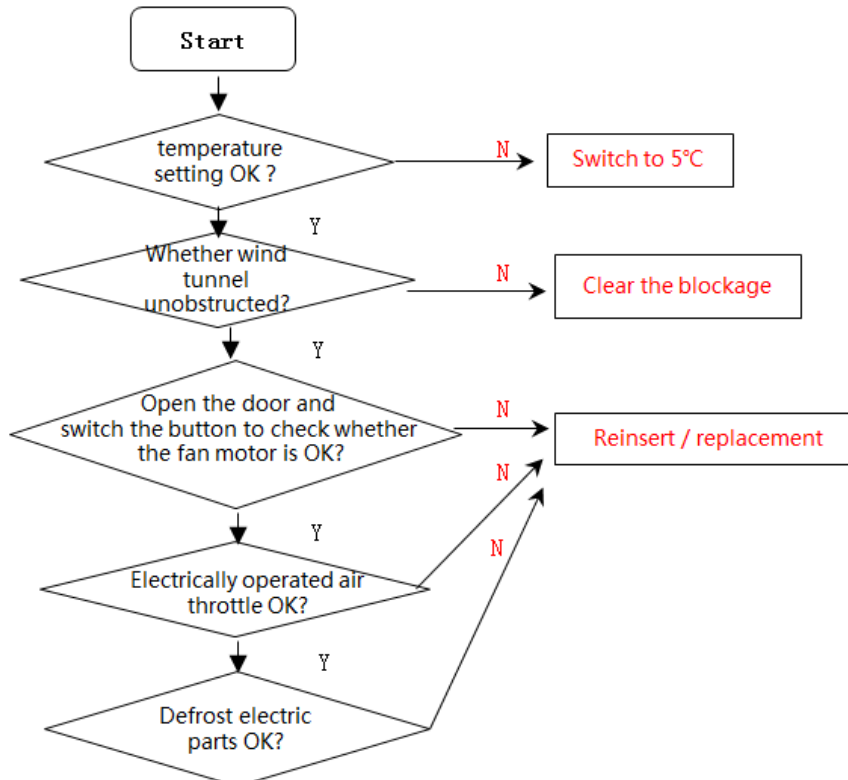 Start
temperature
setting OK ?
N
Switch to 5℃
Y
Whether wind
tunnel
unobstructed?
N
Clear the blockage
Y
Open the door and
switch the button to check whether
the fan motor is OK?
N
Reinsert / replacement
N
Y
N
Electrically operated air
throttle OK?
Y
Defrost electric
parts OK?